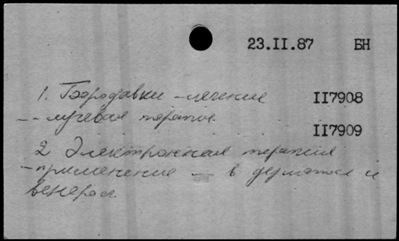 23.II.87 БН
1. Бородавки - лечение II7908
-- лучевая терапия
II7909
2. Электронная терапия
- применение - в дерматол и
венерол.